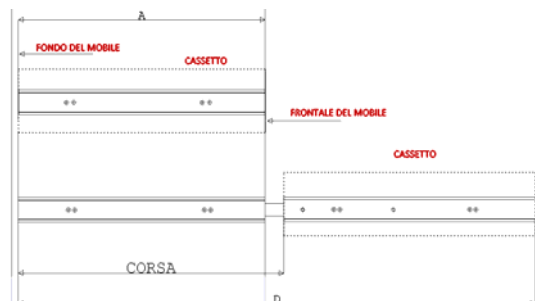 A
FONDO DEL MOBILE
CASSETTO
FRONTALE DEL MOBILE
CASSETTO
CORSA
D